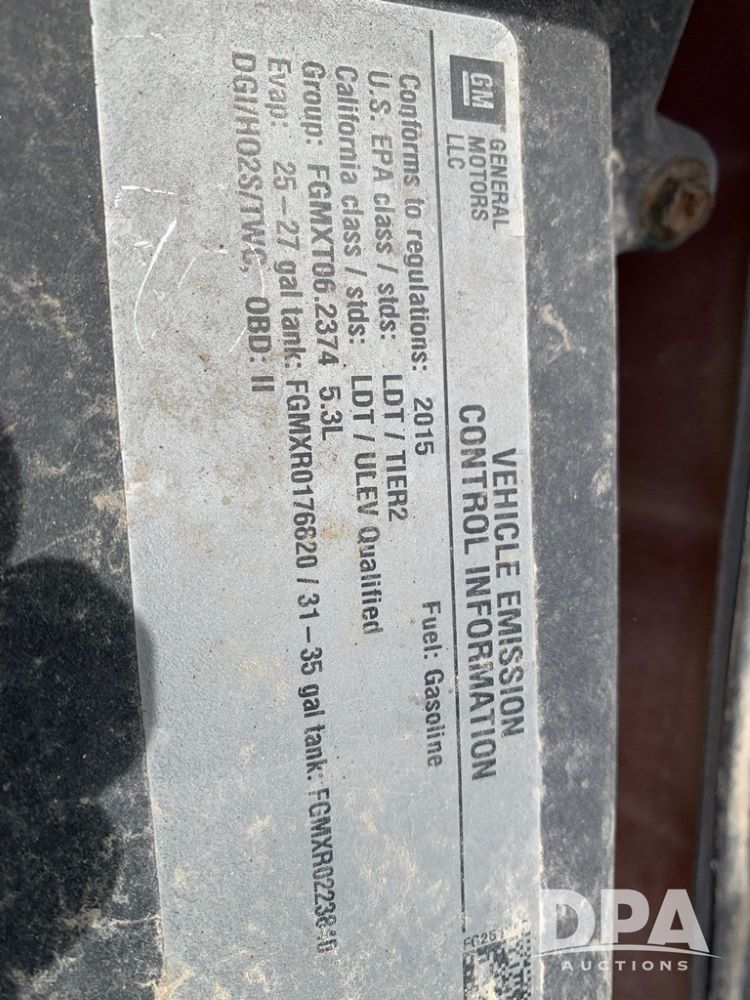 GM
GENERAL
MOTORS
LLC
VEHICLE EMISSION
CONTROL INFORMATION
Conforms to regulations: 2015 Fuel: Gasoline
U.S. EPA class / stds: LDT / TIER2
California class / stds: LDT / ULEV Qualified
Group: FGMXT06.2374 5.3L
Evap: 25-27 gal tank: FGMXR0176820 / 31-35 gal tank: FGMXR0223840
DGI/HO2S/TWC, OBD: II
DPA
AUCTIONS